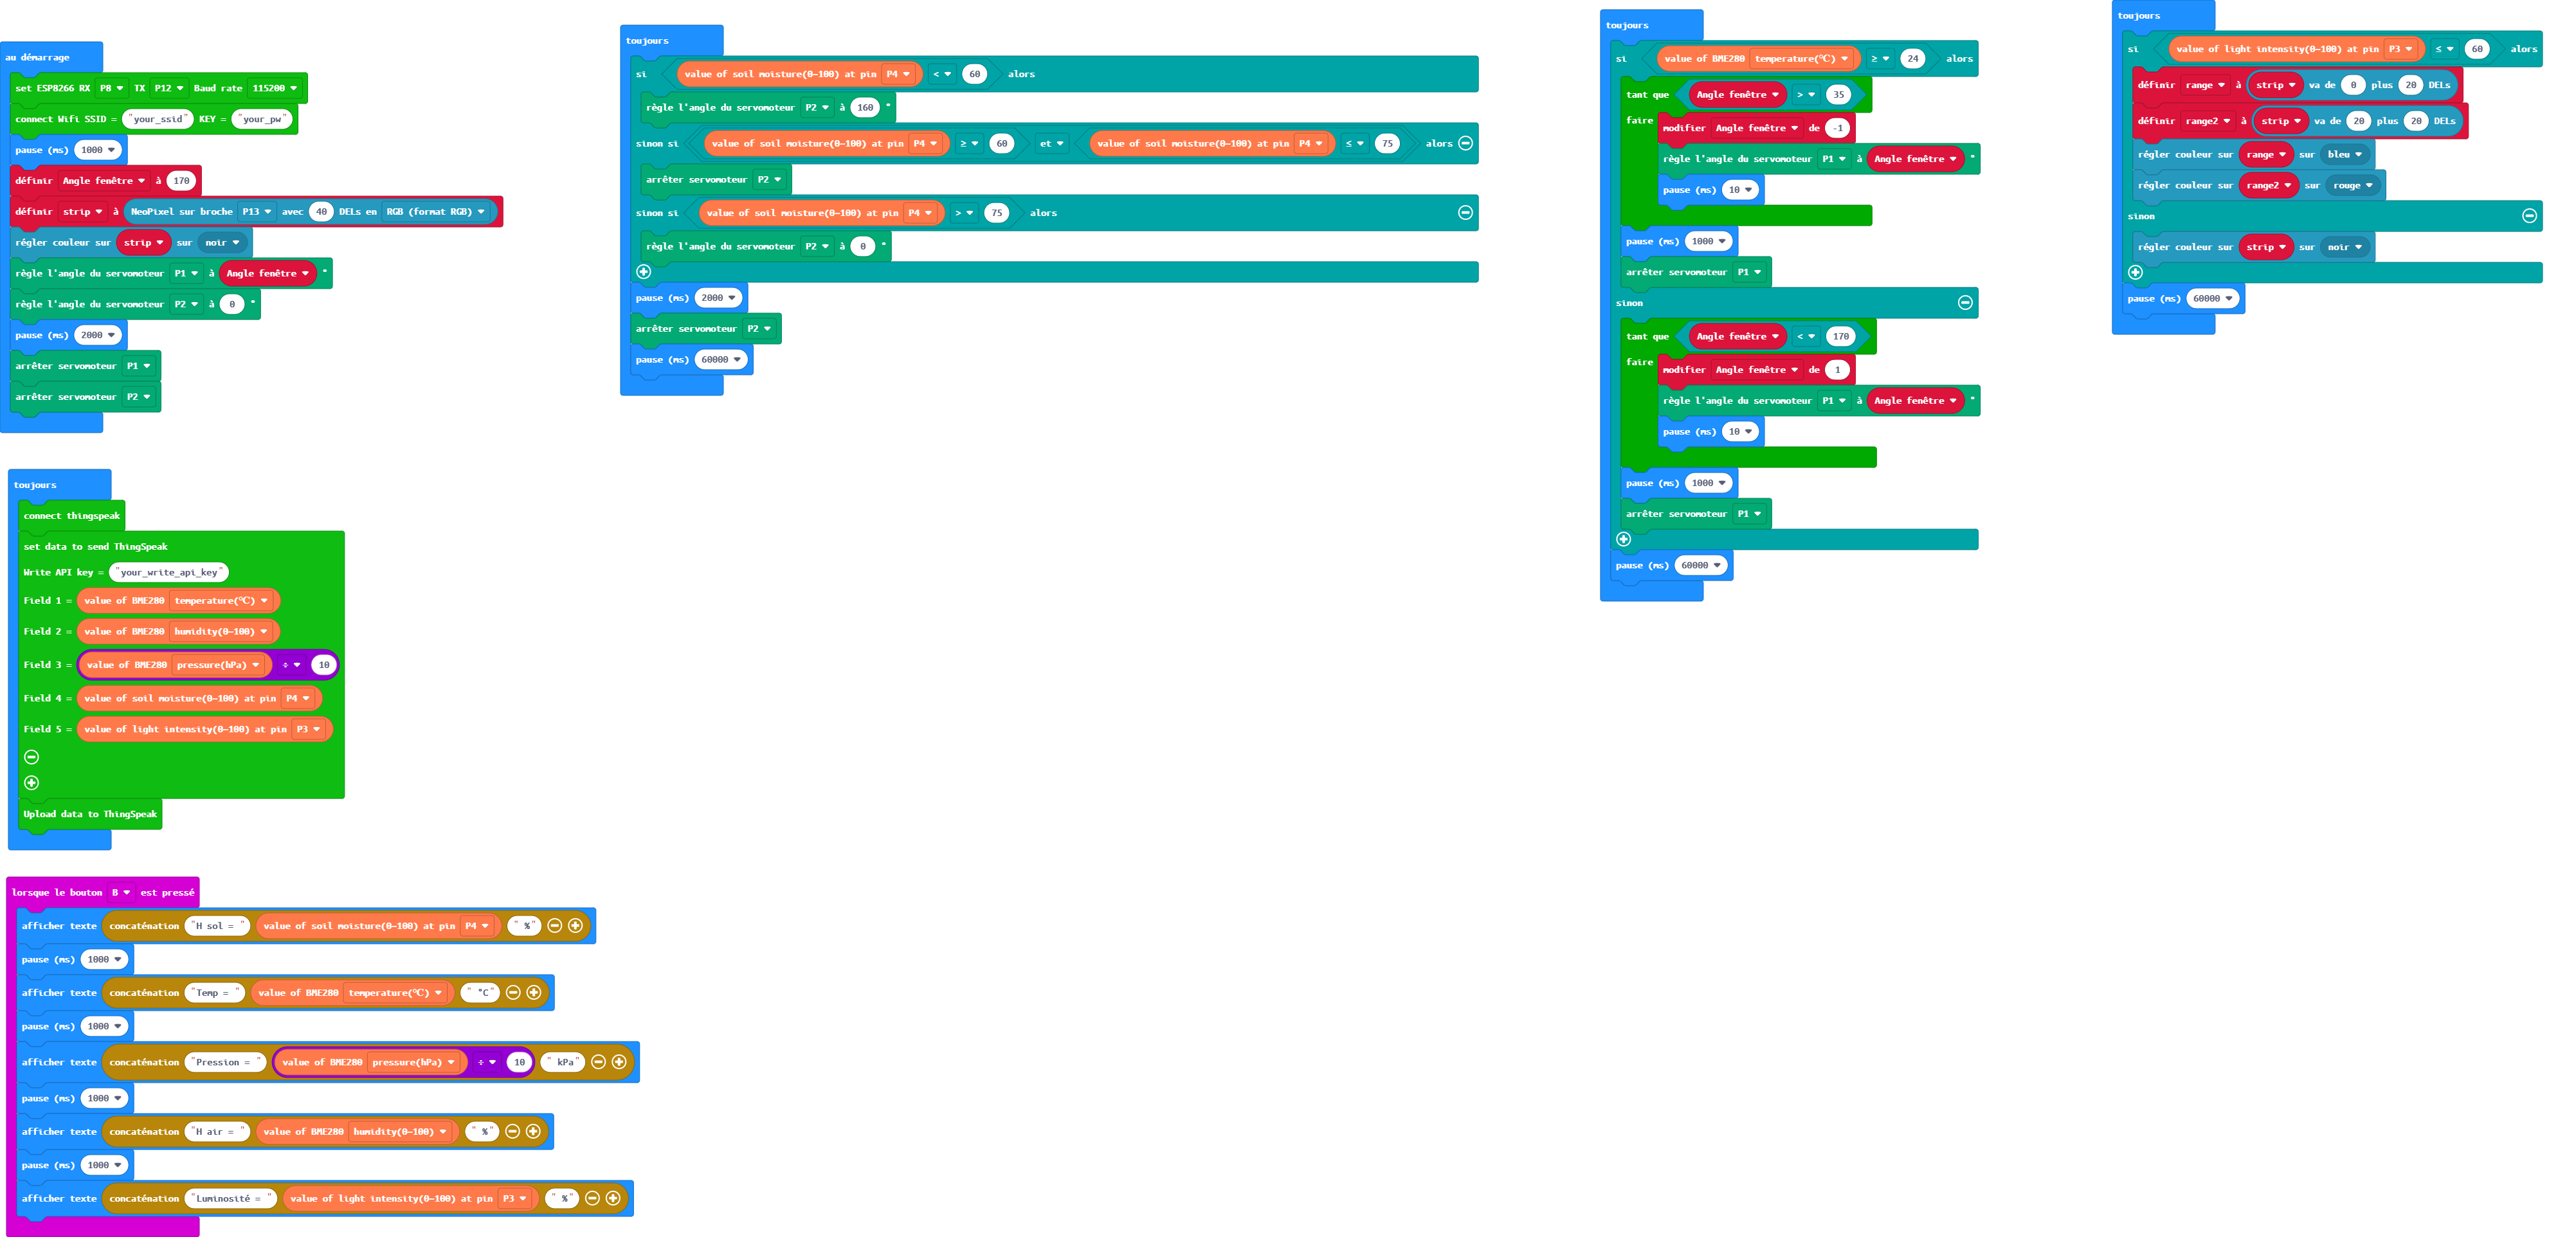 au démarrage
set ESP8266 RX P8 TX P12 Baud rate 115200
connect Wifi SSID = "your_ssid" KEY = "your_pw"
pause (ms) 1000
définir Angle fenêtre à 170
définir strip à NeoPixel sur broche P13 avec 40 DELs en RGB (format RGB)
régler couleur sur strip sur noir
règle l'angle du servomoteur P1 à Angle fenêtre °
règle l'angle du servomoteur P2 à 0 °
pause (ms) 2000
arrêter servomoteur P1
arrêter servomoteur P2
toujours
connect thingspeak
set data to send ThingSpeak
Write API key = "your_write_api_key"
Field 1 = value of BME280 temperature(℃)
Field 2 = value of BME280 humidity(0~100)
Field 3 = value of BME280 pressure(hPa) ÷ 10
Field 4 = value of soil moisture(0~100) at pin P4
Field 5 = value of light intensity(0~100) at pin P3
Upload data to ThingSpeak
lorsque le bouton B est pressé
afficher texte concaténation "H sol = " value of soil moisture(0~100) at pin P4 " %"
pause (ms) 1000
afficher texte concaténation "Temp = " value of BME280 temperature(℃) " °C"
pause (ms) 1000
afficher texte concaténation "Pression = " value of BME280 pressure(hPa) ÷ 10 " kPa"
pause (ms) 1000
afficher texte concaténation "H air = " value of BME280 humidity(0~100) " %"
pause (ms) 1000
afficher texte concaténation "Luminosité = " value of light intensity(0~100) at pin P3 " %"
toujours
si value of soil moisture(0~100) at pin P4 < 60 alors
règle l'angle du servomoteur P2 à 160 °
sinon si value of soil moisture(0~100) at pin P4 ≥ 60 et value of soil moisture(0~100) at pin P4 ≤ 75 alors
arrêter servomoteur P2
sinon si value of soil moisture(0~100) at pin P4 > 75 alors
règle l'angle du servomoteur P2 à 0 °
pause (ms) 2000
arrêter servomoteur P2
pause (ms) 60000
toujours
si value of BME280 temperature(℃) ≥ 24 alors
tant que Angle fenêtre > 35
faire modifier Angle fenêtre de -1
règle l'angle du servomoteur P1 à Angle fenêtre °
pause (ms) 10
pause (ms) 1000
arrêter servomoteur P1
sinon
tant que Angle fenêtre < 170
faire modifier Angle fenêtre de 1
règle l'angle du servomoteur P1 à Angle fenêtre °
pause (ms) 10
pause (ms) 1000
arrêter servomoteur P1
pause (ms) 60000
toujours
si value of light intensity(0~100) at pin P3 ≤ 60 alors
définir range à strip va de 0 plus 20 DELs
définir range2 à strip va de 20 plus 20 DELs
régler couleur sur range sur bleu
régler couleur sur range2 sur rouge
sinon
régler couleur sur strip sur noir
pause (ms) 60000